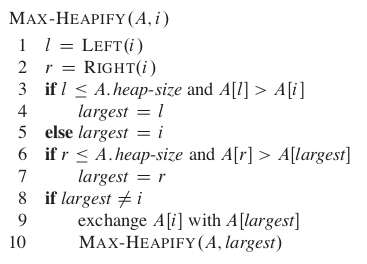 MAX-HEAPIFY(A, i)
1 l = LEFT(i)
2 r = RIGHT(i)
3 if l ≤ A.heap-size and A[l] > A[i]
4 largest = l
5 else largest = i
6 if r ≤ A.heap-size and A[r] > A[largest]
7 largest = r
8 if largest ≠ i
9 exchange A[i] with A[largest]
10 MAX-HEAPIFY(A, largest)